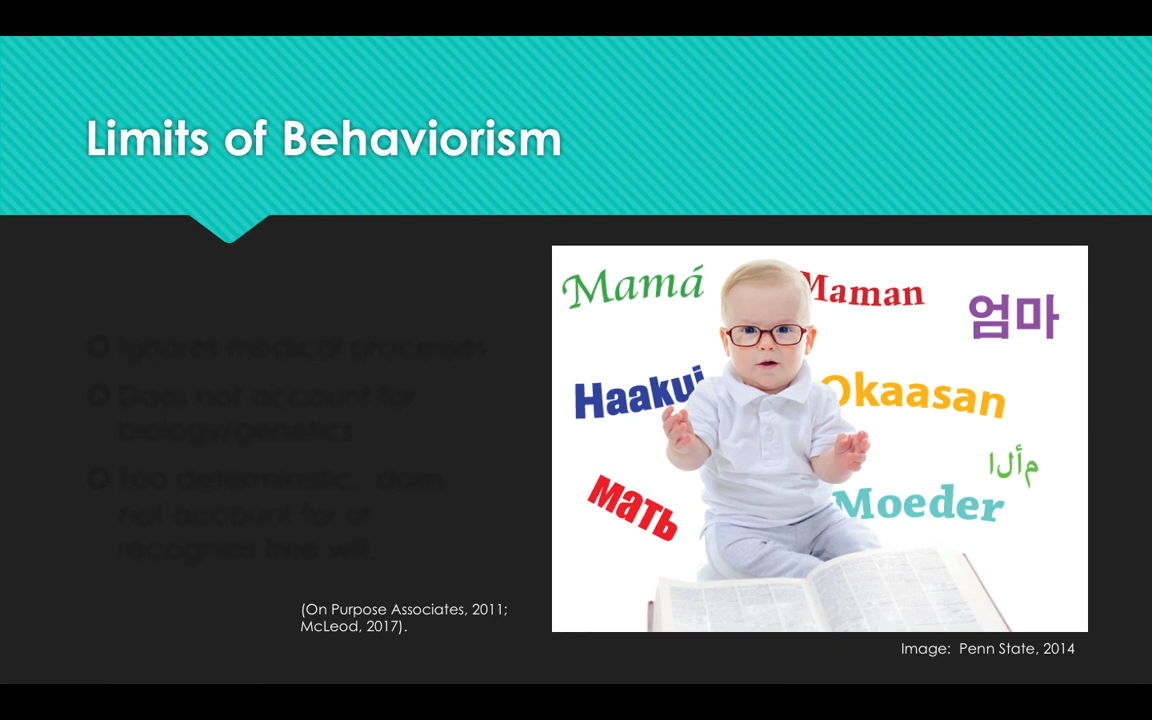 Limits of Behaviorism
Ignores processes
Does not account for
biology/genetics
Too deterministic, does
not account for or
recognize free will.
(On Purpose Associates, 2011;
McLeod, 2017).
Mamá
Maman
엄마
Haakui
Okaasan
مألا
мать
Moeder
Image: Penn State, 2014